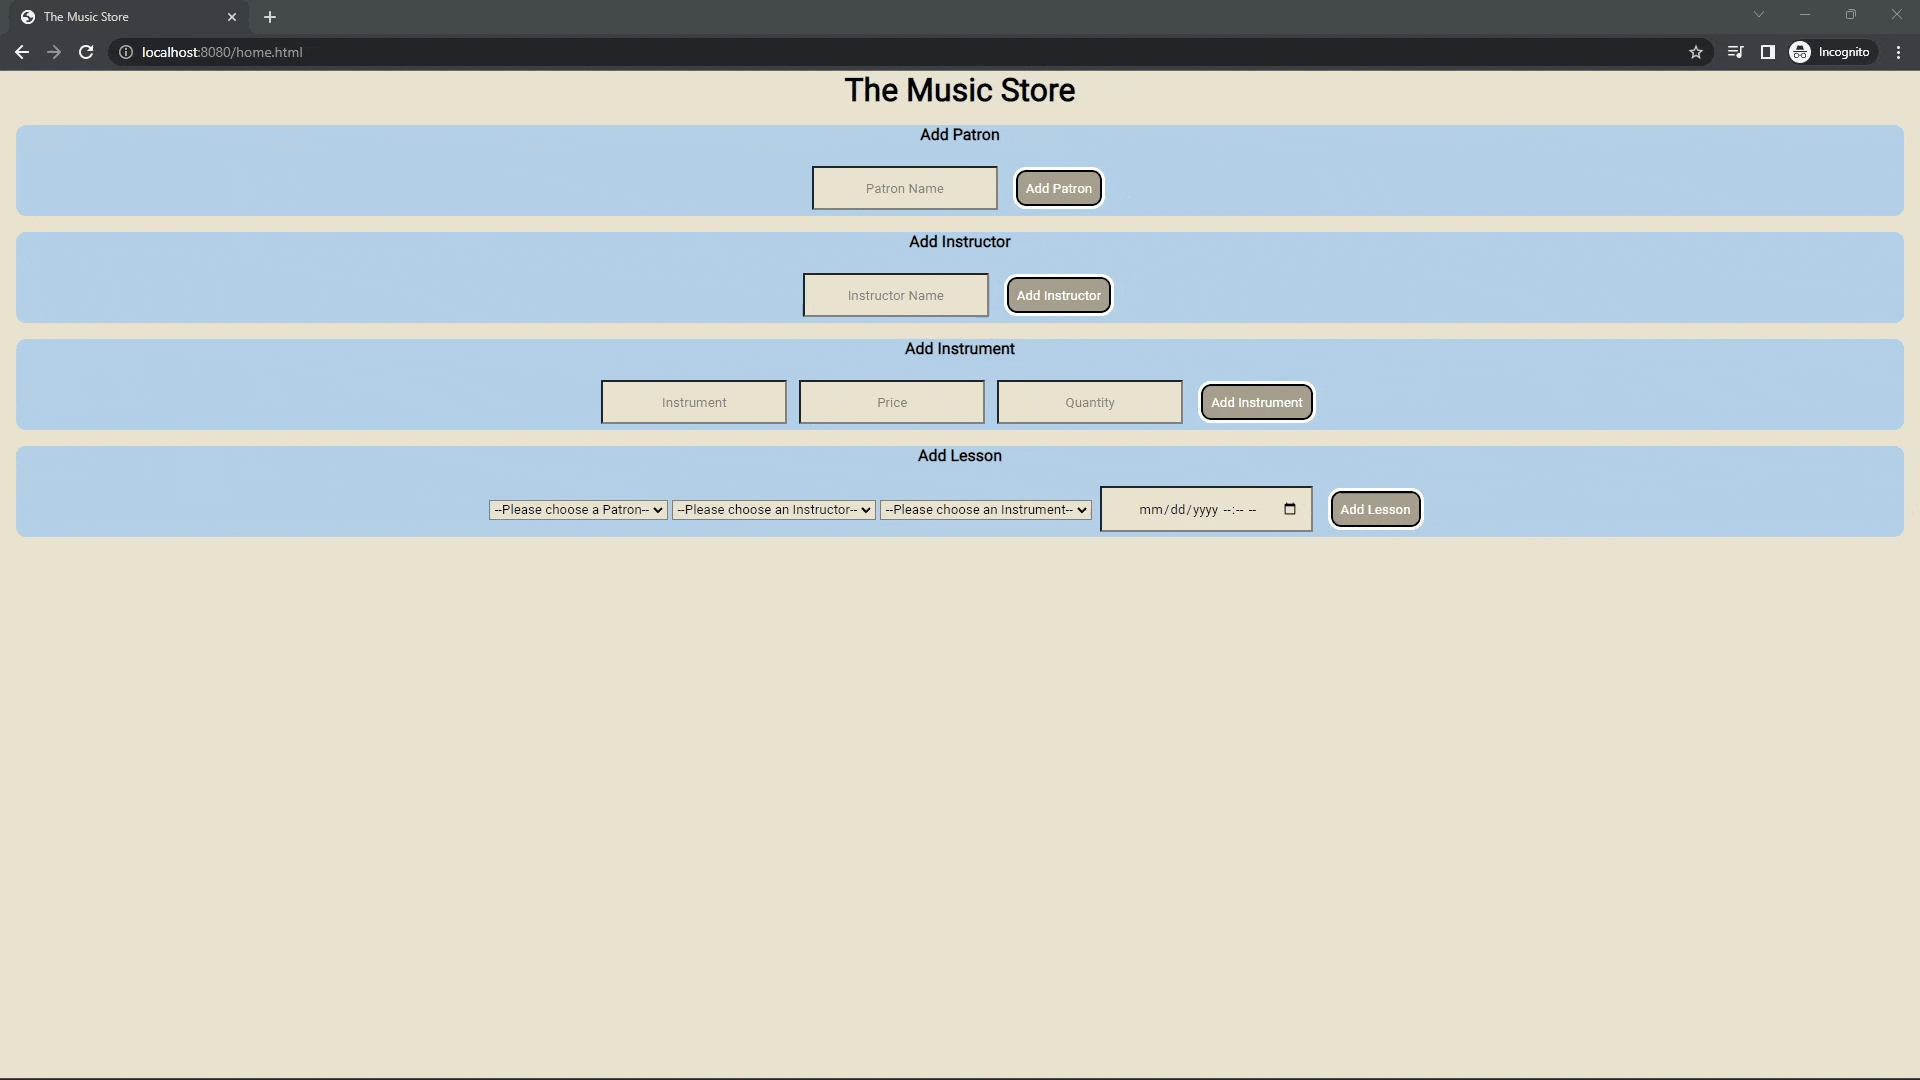 The Music Store
localhost:8080/home.html
Incognito
The Music Store
Add Patron
Patron Name
Add Patron
Add Instructor
Instructor Name
Add Instructor
Add Instrument
Instrument Price Quantity Add Instrument
Add Lesson
--Please choose a Patron-- --Please choose an Instructor-- --Please choose an Instrument-- mm/dd/yyyy --:-- -- Add Lesson